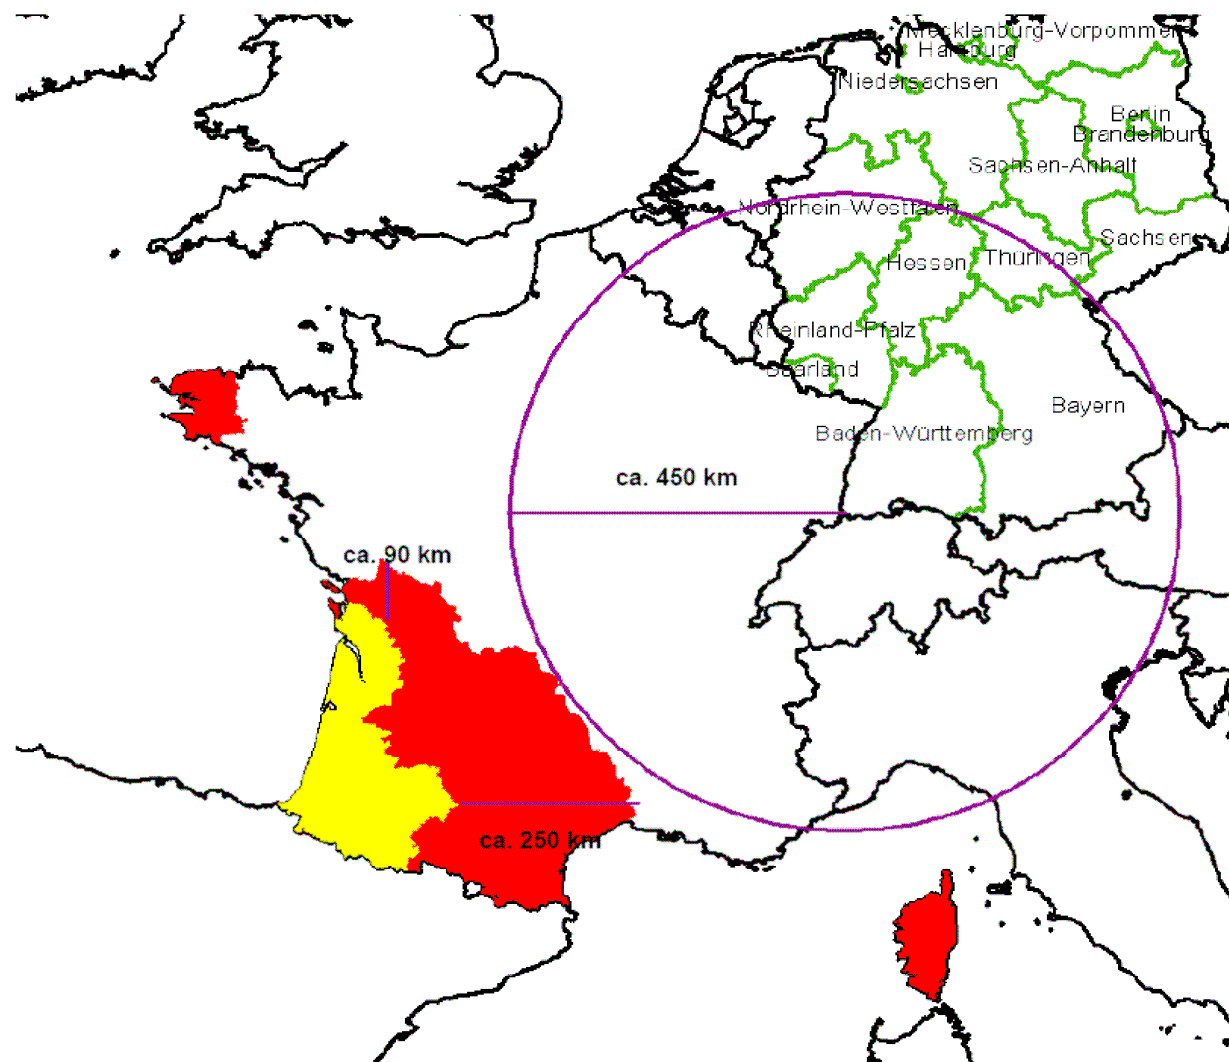 Mecklenburg-Vorpommern
Hamburg
Niedersachsen
Berlin
Brandenburg
Sachsen-Anhalt
Nordrhein-Westfalen
Sachsen
Hessen
Thüringen
Rheinland-Pfalz
Saarland
Bayern
Baden-Württemberg
ca. 450 km
ca. 90 km
ca. 250 km